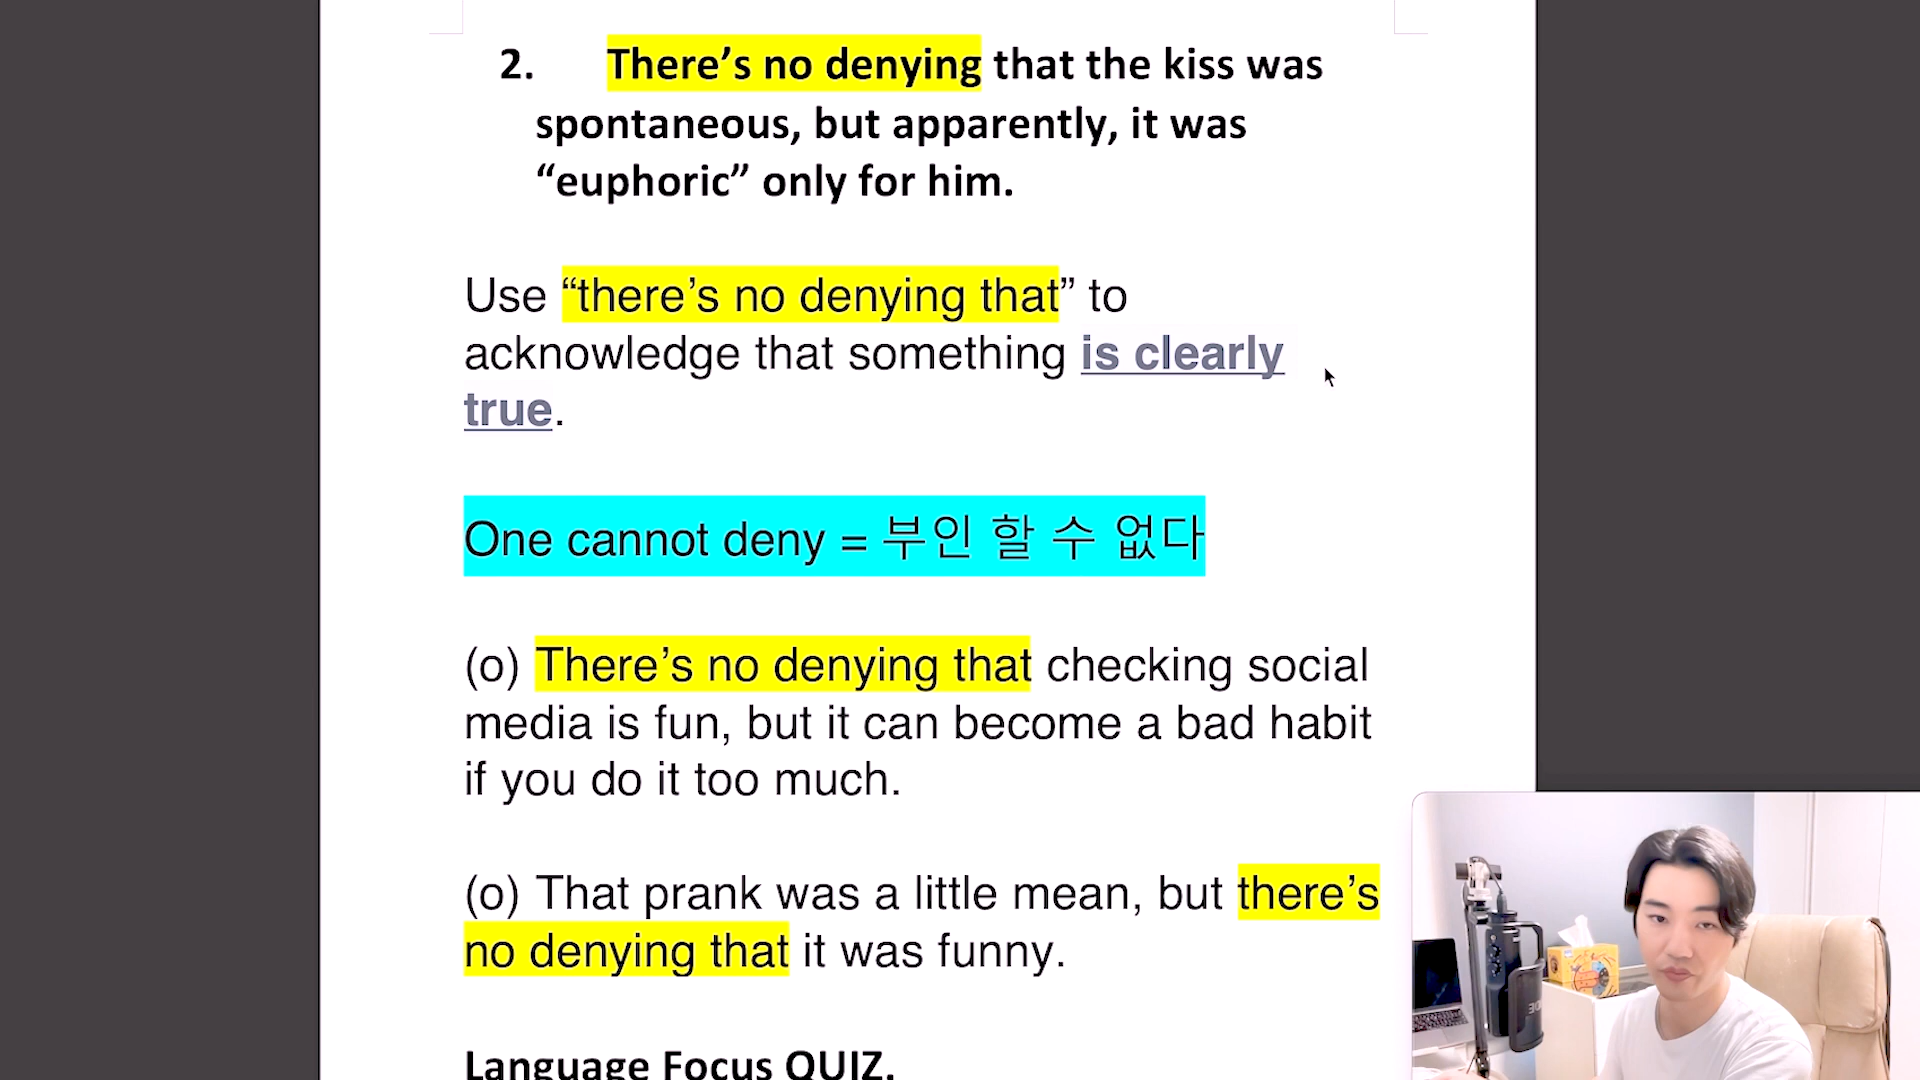 2. There’s no denying that the kiss was
spontaneous, but apparently, it was
“euphoric” only for him.
Use “there’s no denying that” to
acknowledge that something is clearly
true.
One cannot deny = 부인 할 수 없다
(o) There’s no denying that checking social
media is fun, but it can become a bad habit
if you do it too much.
(o) That prank was a little mean, but there’s
no denying that it was funny.
Language Focus QUIZ.